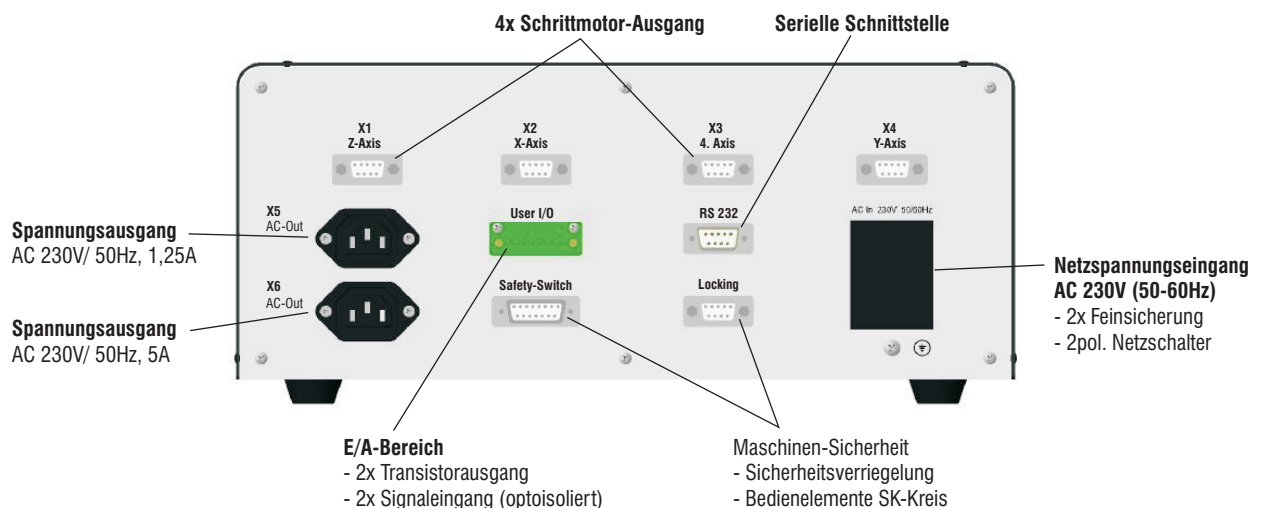 4x Schrittmotor-Ausgang
Serielle Schnittstelle
X1
Z-Axis
X2
X-Axis
X3
4. Axis
X4
Y-Axis
Spannungsausgang
AC 230V/ 50Hz, 1,25A
X5
AC-Out
User I/O
RS 232
AC In 230V 50/60Hz
Spannungsausgang
AC 230V/ 50Hz, 5A
X6
AC-Out
Safety-Switch
Locking
Netzspannungseingang
AC 230V (50-60Hz)
- 2x Feinsicherung
- 2pol. Netzschalter
E/A-Bereich
- 2x Transistorausgang
- 2x Signaleingang (optoisoliert)
Maschinen-Sicherheit
- Sicherheitsverriegelung
- Bedienelemente SK-Kreis